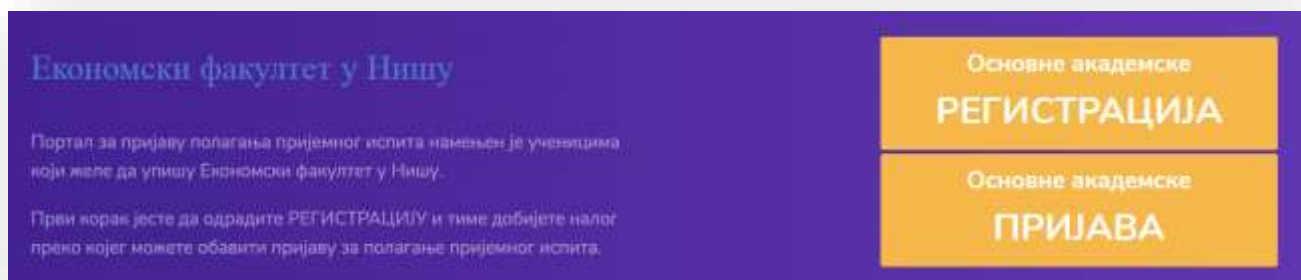 Економски факултет у Нишу
Портал за пријаву полагања пријемног испита намењен је ученицима
који желе да упишу Економски факултет у Нишу.
Први корак јесте да одрадите РЕГИСТРАЦИЈУ и тиме добијете налог
преко којег можете обавити пријаву за полагање пријемног испита.
Основне академске
РЕГИСТРАЦИЈА
Основне академске
ПРИЈАВА